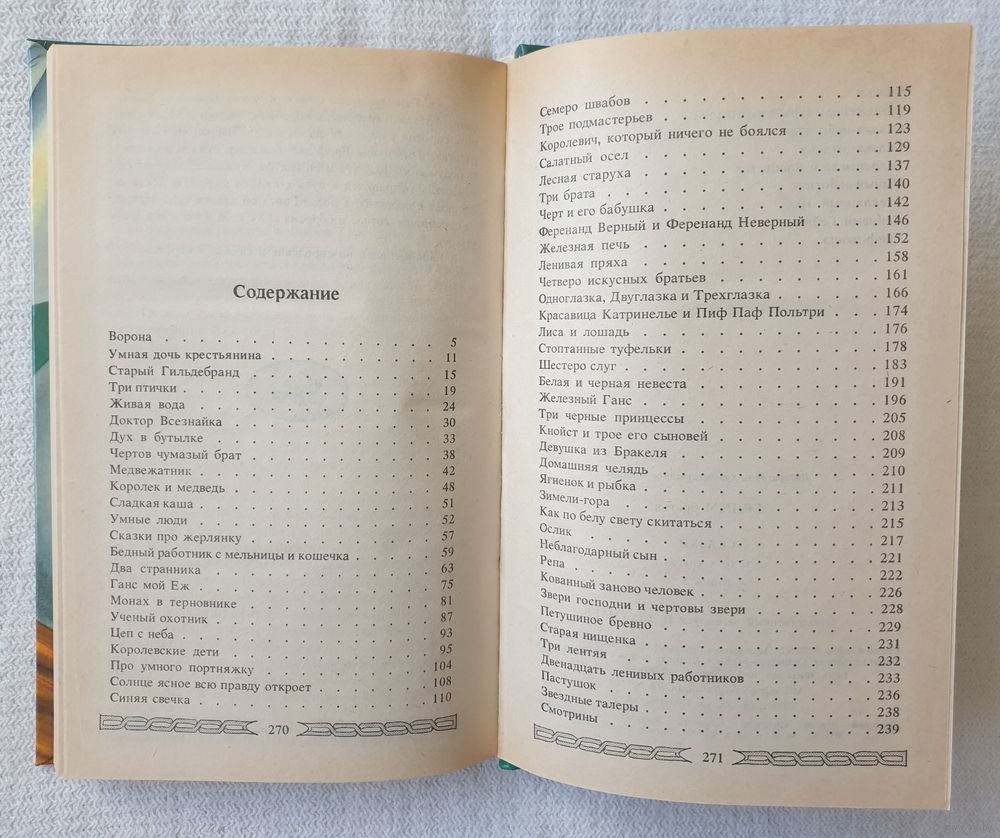 Содержание
Ворона . . . . . . . . . . . . . . . . 5
Умная дочь крестьянина . . . . . . . . . . 11
Старый Гильдебранд . . . . . . . . . . . 15
Три птички . . . . . . . . . . . . . . 19
Живая вода . . . . . . . . . . . . . . 24
Доктор Всезнайка . . . . . . . . . . . . 30
Дух в бутылке . . . . . . . . . . . . . 33
Чертов чумазый брат . . . . . . . . . . . 38
Медвежатник . . . . . . . . . . . . . 42
Королек и медведь . . . . . . . . . . . . 48
Сладкая каша . . . . . . . . . . . . . 51
Умные люди . . . . . . . . . . . . . 52
Сказки про жерлянку . . . . . . . . . . . 57
Бедный работник с мельницы и кошечка . . . . . . 59
Два странника . . . . . . . . . . . . . 63
Ганс мой Еж . . . . . . . . . . . . . 75
Монах в терновнике . . . . . . . . . . . 81
Ученый охотник . . . . . . . . . . . . 87
Цеп с неба . . . . . . . . . . . . . . 93
Королевские дети . . . . . . . . . . . . 95
Про умного портняжку . . . . . . . . . . 104
Солнце ясное всю правду откроет . . . . . . . 108
Синяя свечка . . . . . . . . . . . . . 110
270
Семеро швабов . . . . . . . . . . . . 115
Трое подмастерьев . . . . . . . . . . . 119
Королевич, который ничего не боялся . . . . . 123
Салатный осел . . . . . . . . . . . . 129
Лесная старуха . . . . . . . . . . . . 137
Три брата . . . . . . . . . . . . . . 140
Черт и его бабушка . . . . . . . . . . . 142
Ференанд Верный и Ференанд Неверный . . . . 146
Железная печь . . . . . . . . . . . . 152
Ленивая пряха . . . . . . . . . . . . 158
Четверо искусных братьев . . . . . . . . 161
Одноглазка, Двуглазка и Трехглазка . . . . . 166
Красавица Катринелье и Пиф Паф Польтри . . . 174
Лиса и лошадь . . . . . . . . . . . . 176
Стоптанные туфельки . . . . . . . . . . 178
Шестеро слуг . . . . . . . . . . . . . 183
Белая и черная невеста . . . . . . . . . 191
Железный Ганс . . . . . . . . . . . . 196
Три черные принцессы . . . . . . . . . 205
Кнойст и трое его сыновей . . . . . . . . 208
Девушка из Бракеля . . . . . . . . . . 209
Домашняя челядь . . . . . . . . . . . 210
Ягненок и рыбка . . . . . . . . . . . 211
Зимели-гора . . . . . . . . . . . . . 213
Как по белу свету скитаться . . . . . . . . 215
Ослик . . . . . . . . . . . . . . . 217
Неблагодарный сын . . . . . . . . . . 221
Репа . . . . . . . . . . . . . . . 222
Кованный заново человек . . . . . . . . 226
Звери господни и чертовы звери . . . . . . 228
Петушиное бревно . . . . . . . . . . . 229
Старая нищенка . . . . . . . . . . . 231
Три лентяя . . . . . . . . . . . . . 232
Двенадцать ленивых работников . . . . . . 233
Пастушок . . . . . . . . . . . . . . 236
Звездные талеры . . . . . . . . . . . 238
Смотрины . . . . . . . . . . . . . . 239
271